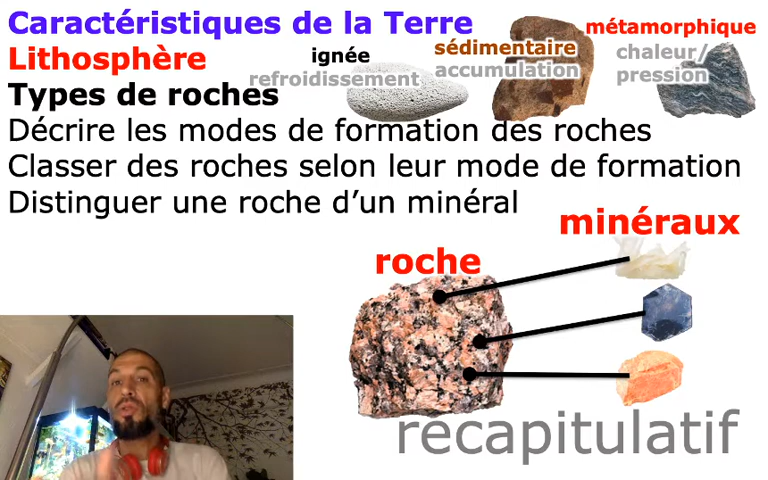 Caractéristiques de la Terre
Lithosphère
Types de roches
ignée
refroidissement
sédimentaire
accumulation
métamorphique
chaleur/
pression
Décrire les modes de formation des roches
Classer des roches selon leur mode de formation
Distinguer une roche d’un minéral
minéraux
roche
recapitulatif